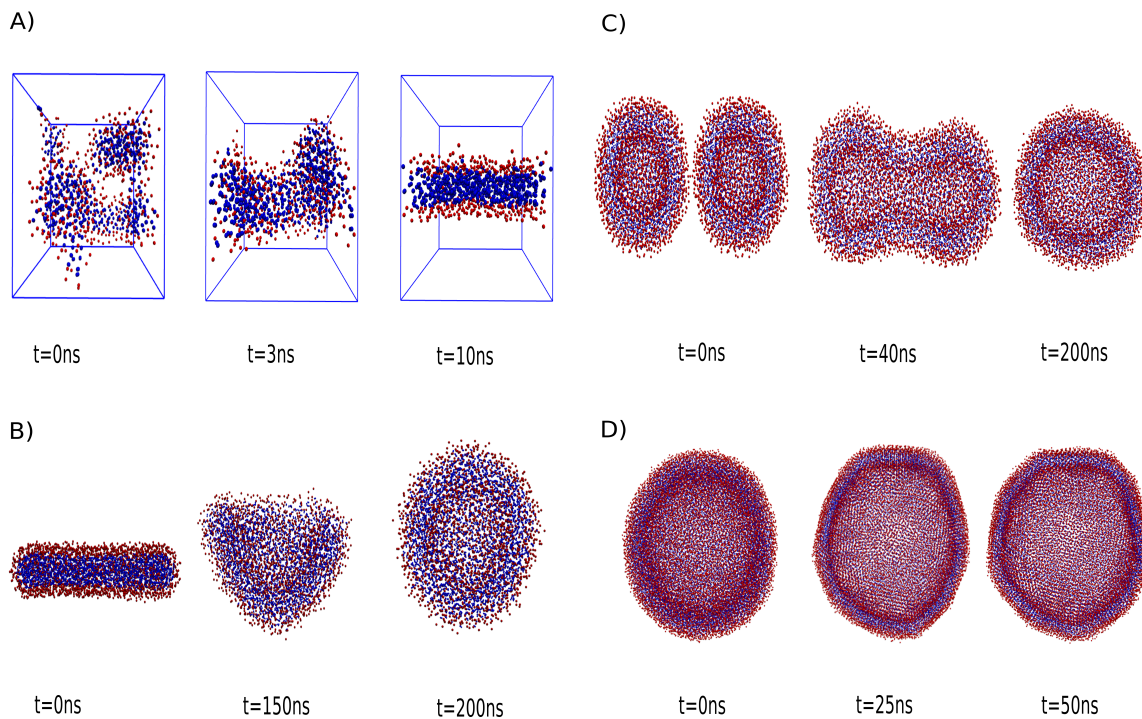 A)
t=0ns t=3ns t=10ns
B)
t=0ns t=150ns t=200ns
C)
t=0ns t=40ns t=200ns
D)
t=0ns t=25ns t=50ns